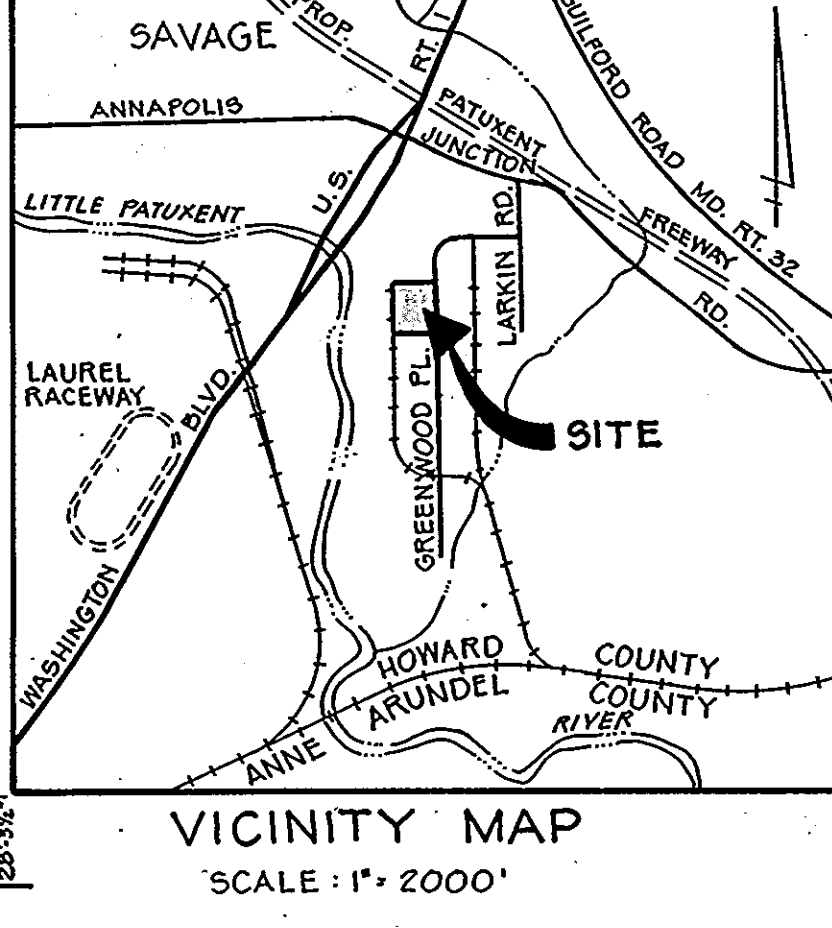 SAVAGE
PROP.
RT. 1
GUILFORD ROAD MD. RT. 32
ANNAPOLIS
PATUXENT
JUNCTION
FREEWAY
RD.
U.S.
LITTLE PATUXENT
LARKIN RD.
LAUREL
RACEWAY
BLVD.
GREENWOOD PL.
SITE
WASHINGTON
HOWARD COUNTY
ANNE ARUNDEL COUNTY
RIVER
VICINITY MAP
SCALE : 1" = 2000'